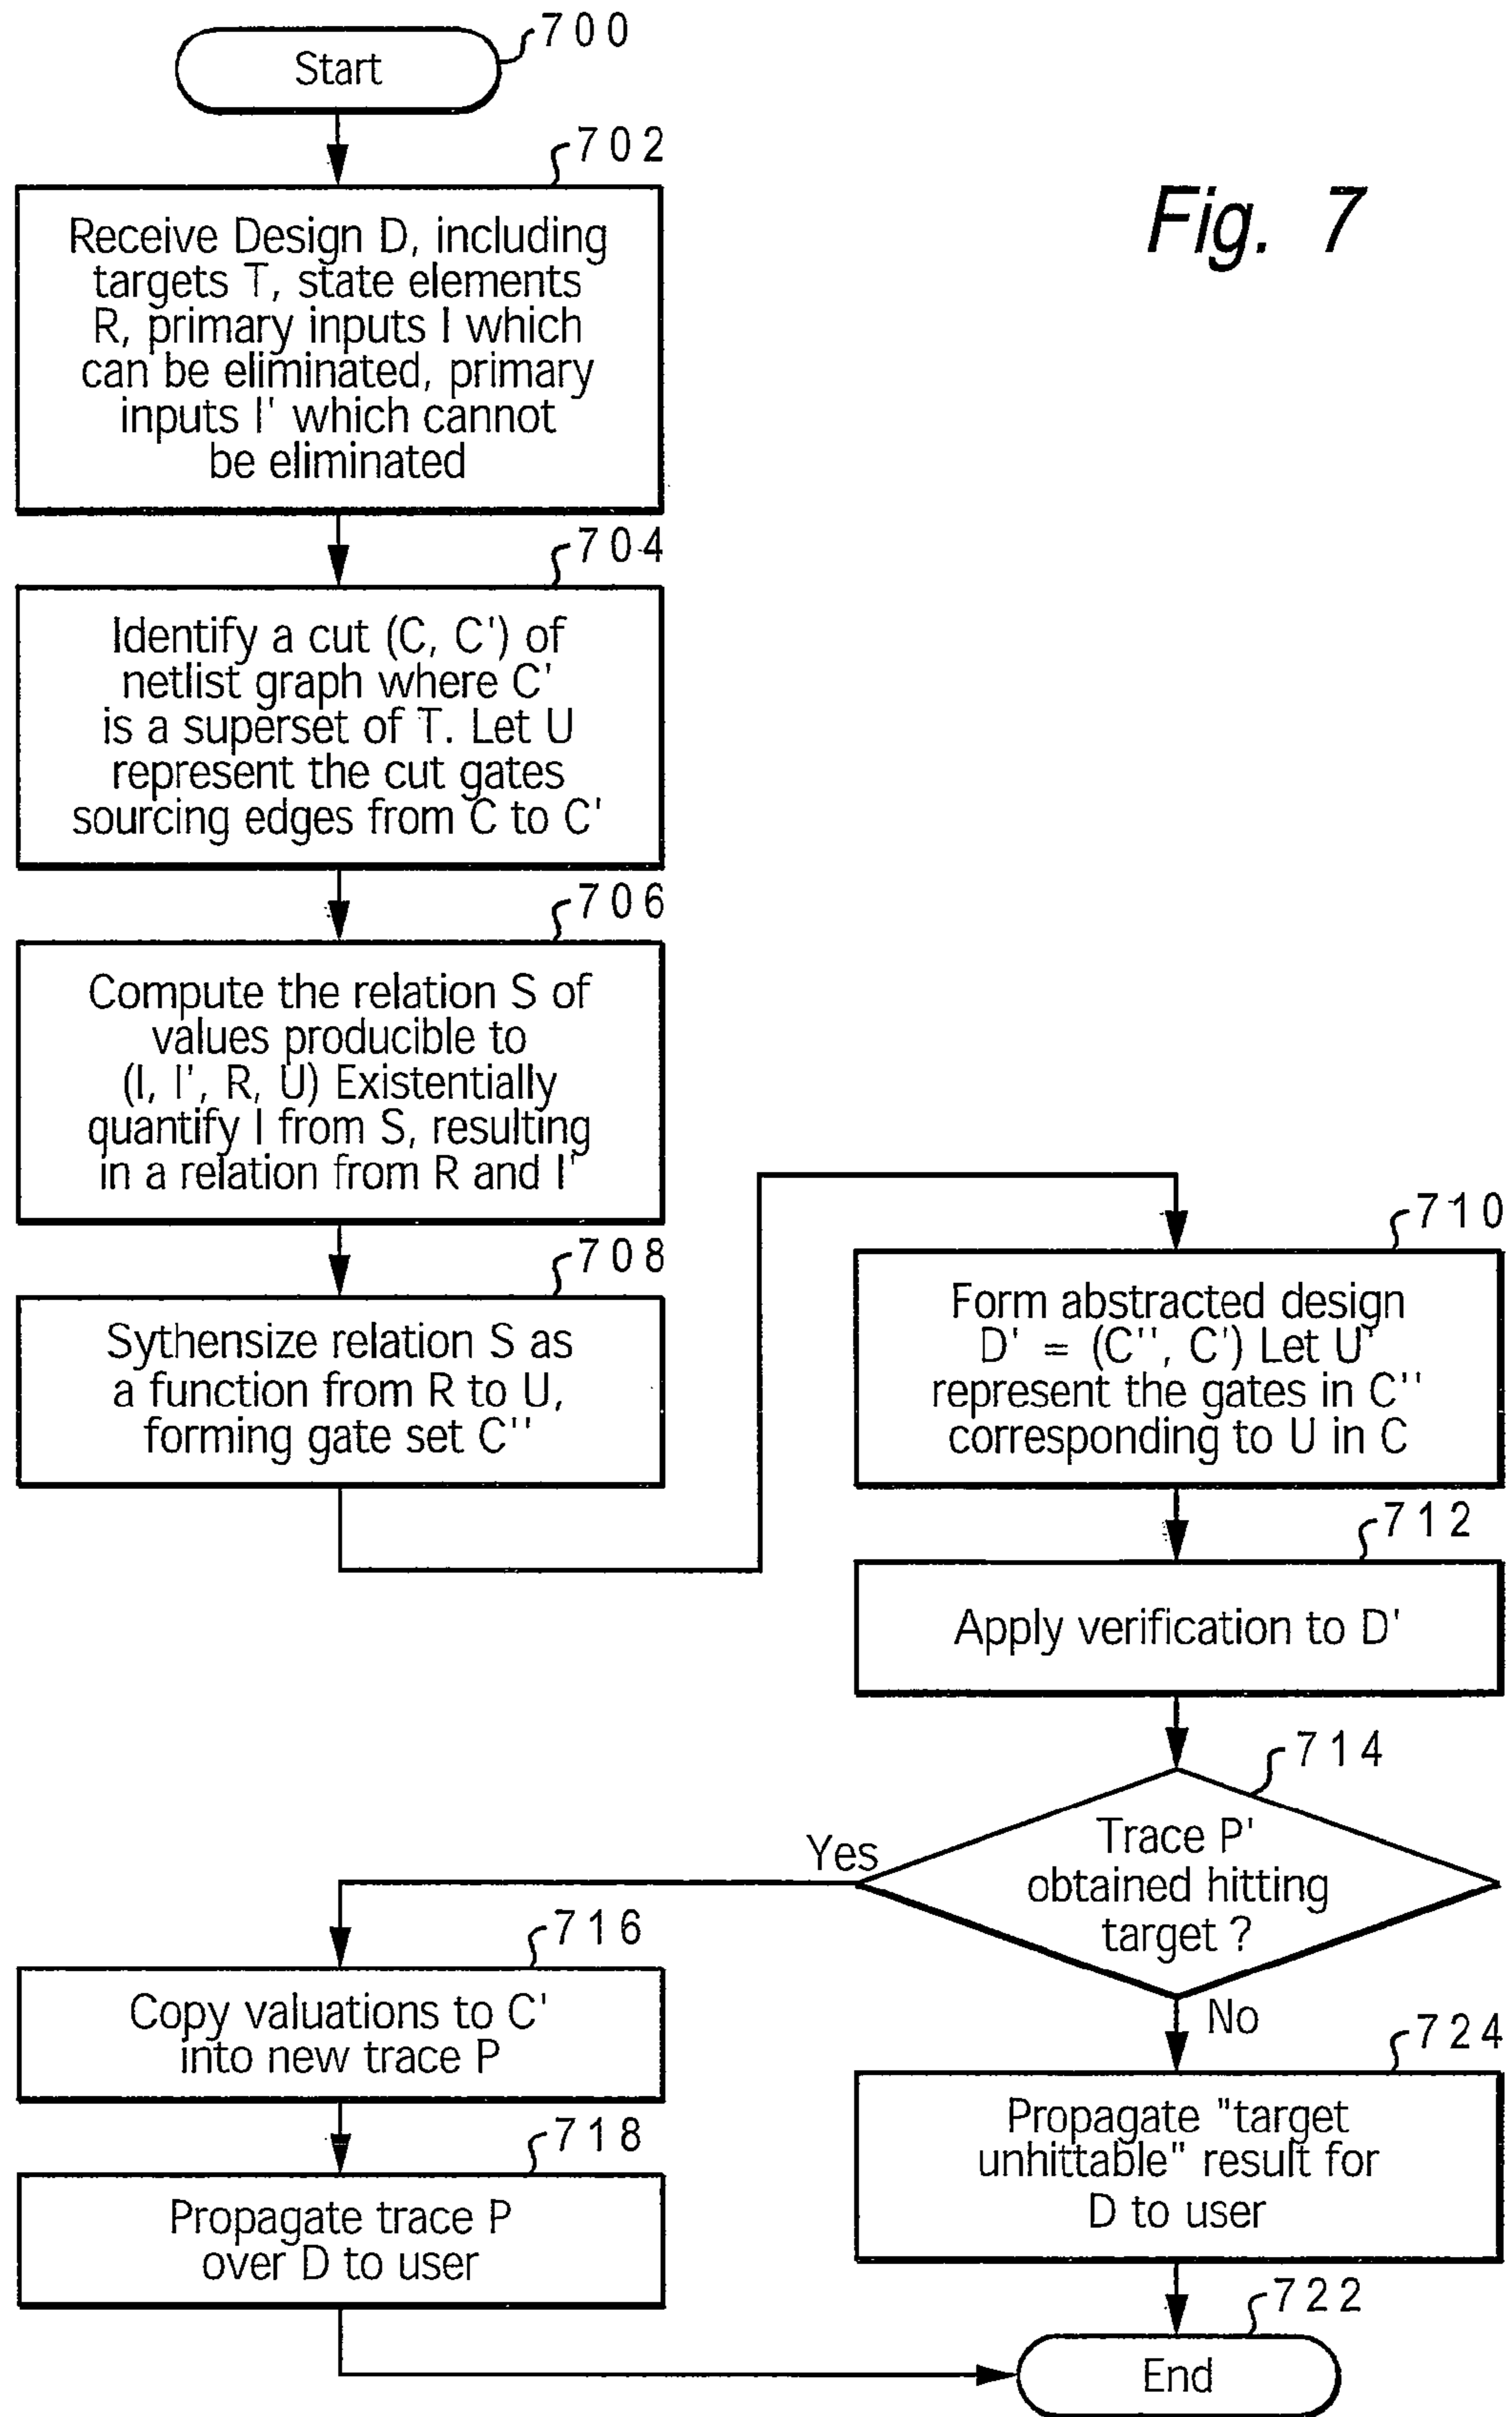 700
Start
702
Fig. 7
Receive Design D, including
targets T, state elements
R, primary inputs I which
can be eliminated, primary
inputs I' which cannot
be eliminated
704
Identify a cut (C, C') of
netlist graph where C'
is a superset of T. Let U
represent the cut gates
sourcing edges from C to C'
706
Compute the relation S of
values producible to
(I, I', R, U) Existentially
quantify I from S, resulting
in a relation from R and I'
708
Sythensize relation S as
a function from R to U,
forming gate set C''
710
Form abstracted design
D' = (C'', C') Let U'
represent the gates in C''
corresponding to U in C
712
Apply verification to D'
714
Trace P'
obtained hitting
target ?
Yes
No
716
Copy valuations to C'
into new trace P
718
Propagate trace P
over D to user
724
Propagate "target
unhittable" result for
D to user
722
End